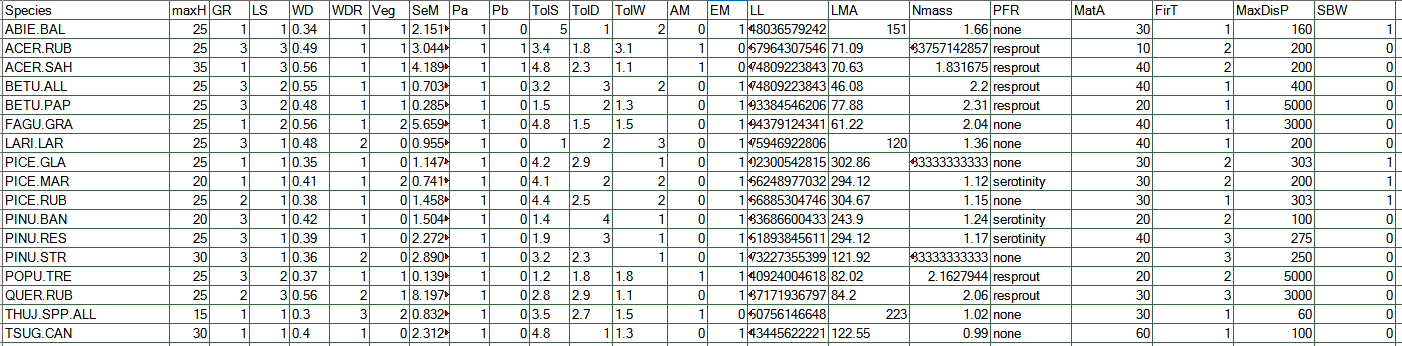 Species maxH GR LS WD WDR Veg SeM Pa Pb TolS TolD TolW AM EM LL LMA Nmass PFR MatA FirT MaxDisP SBW
ABIE.BAL 25 1 1 0.34 1 1 2.151 1 0 5 1 2 0 1 48036579242 151 1.66 none 30 1 160 1
ACER.RUB 25 3 3 0.49 1 1 3.044 1 1 3.4 1.8 3.1 1 0 67964307546 71.09 33757142857 resprout 10 2 200 0
ACER.SAH 35 1 3 0.56 1 1 4.189 1 1 4.8 2.3 1.1 1 0 74809223843 70.63 1.831675 resprout 40 2 200 0
BETU.ALL 25 3 2 0.55 1 1 0.703 1 0 3.2 3 2 0 1 74809223843 46.08 2.2 resprout 40 1 400 0
BETU.PAP 25 3 2 0.48 1 1 0.285 1 0 1.5 2 1.3 0 1 93384546206 77.88 2.31 resprout 20 1 5000 0
FAGU.GRA 25 1 2 0.56 1 2 5.659 1 0 4.8 1.5 1.5 0 1 94379124341 61.22 2.04 none 40 1 3000 0
LARI.LAR 25 3 1 0.48 2 0 0.955 1 0 1 2 3 0 1 75946922806 120 1.36 none 40 1 200 0
PICE.GLA 25 1 1 0.35 1 0 1.147 1 0 4.2 2.9 1 0 1 02300542815 302.86 33333333333 none 30 2 303 1
PICE.MAR 20 1 1 0.41 1 2 0.741 1 0 4.1 2 2 0 1 66248977032 294.12 1.12 serotinity 30 2 200 1
PICE.RUB 25 2 1 0.38 1 0 1.458 1 0 4.4 2.5 2 0 1 66885304746 304.67 1.15 none 30 1 303 1
PINU.BAN 20 3 1 0.42 1 0 1.504 1 0 1.4 4 1 0 1 83686600433 243.9 1.24 serotinity 20 2 100 0
PINU.RES 25 3 1 0.39 1 0 2.272 1 0 1.9 3 1 0 1 51893845611 294.12 1.17 serotinity 40 3 275 0
PINU.STR 30 3 1 0.36 2 0 2.890 1 0 3.2 2.3 1 0 1 73227355399 121.92 33333333333 none 20 3 250 0
POPU.TRE 25 3 2 0.37 1 2 0.139 1 0 1.2 1.8 1.8 1 1 40924004618 82.02 2.1627944 resprout 20 2 5000 0
QUER.RUB 25 2 3 0.56 2 1 8.197 1 0 2.8 2.9 1.1 0 1 37171936797 84.2 2.06 resprout 30 3 3000 0
THUJ.SPP.ALL 15 1 1 0.3 3 2 0.832 1 0 3.5 2.7 1.5 1 0 50756146648 223 1.02 none 30 1 60 0
TSUG.CAN 30 1 1 0.4 1 0 2.312 1 0 4.8 1 1.3 0 1 43445622221 122.55 0.99 none 60 1 100 0